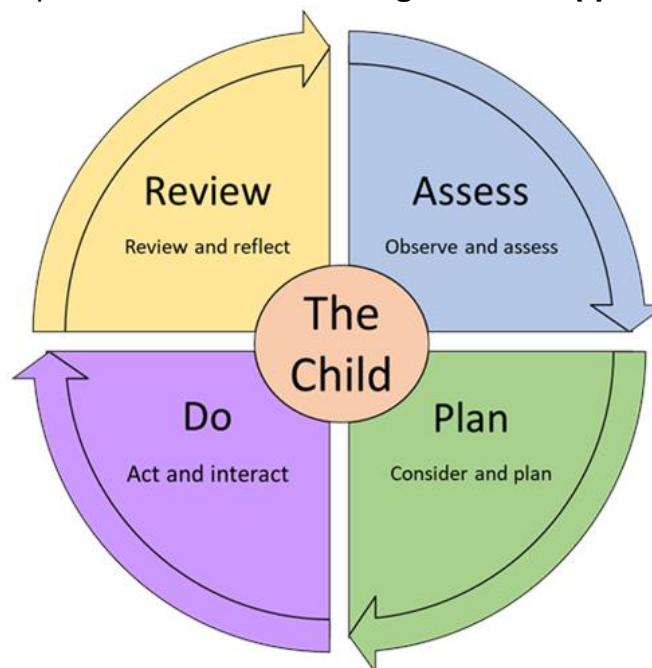 Review
Review and reflect
Assess
Observe and assess
The
Child
Do
Act and interact
Plan
Consider and plan